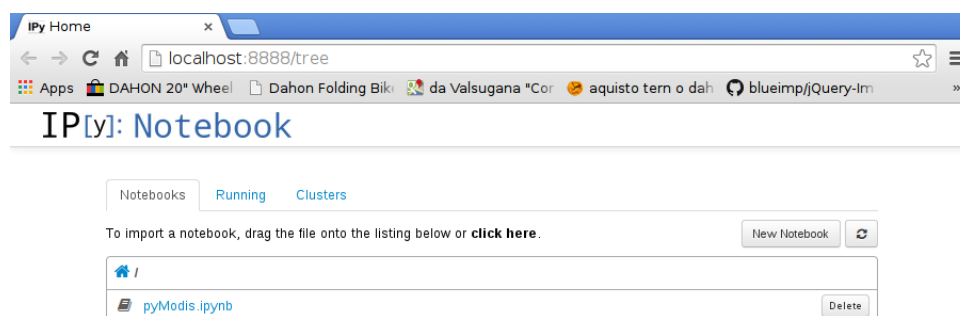 IPy Home ×
localhost:8888/tree
Apps DAHON 20" Wheel Dahon Folding Bik da Valsugana "Cor aquisto tern o dah blueimp/jQuery-Im »
IP[y]: Notebook
Notebooks Running Clusters
To import a notebook, drag the file onto the listing below or click here. New Notebook
/
pyModis.ipynb Delete